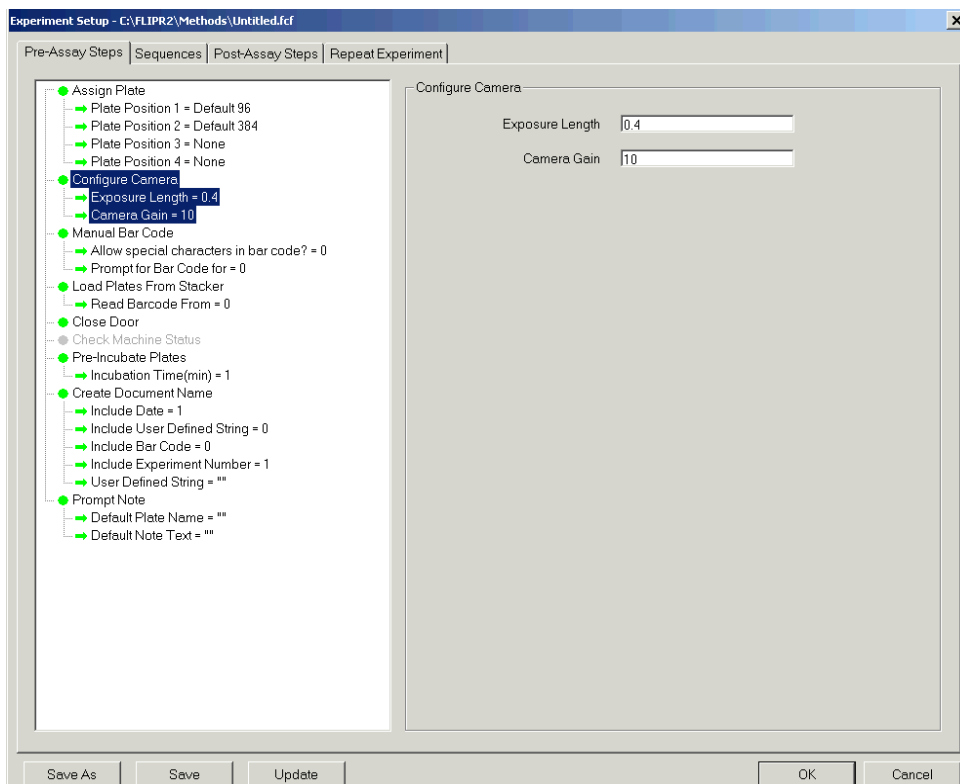 Experiment Setup - C:\FLIPR2\Methods\Untitled.fcf
Pre-Assay Steps Sequences Post-Assay Steps Repeat Experiment
Assign Plate
Plate Position 1 = Default 96
Plate Position 2 = Default 384
Plate Position 3 = None
Plate Position 4 = None
Configure Camera
Exposure Length = 0.4
Camera Gain = 10
Manual Bar Code
Allow special characters in bar code? = 0
Prompt for Bar Code for = 0
Load Plates From Stacker
Read Barcode From = 0
Close Door
Check Machine Status
Pre-Incubate Plates
Incubation Time(min) = 1
Create Document Name
Include Date = 1
Include User Defined String = 0
Include Bar Code = 0
Include Experiment Number = 1
User Defined String = ""
Prompt Note
Default Plate Name = ""
Default Note Text = ""
Configure Camera
Exposure Length 0.4
Camera Gain 10
Save As Save Update OK Cancel